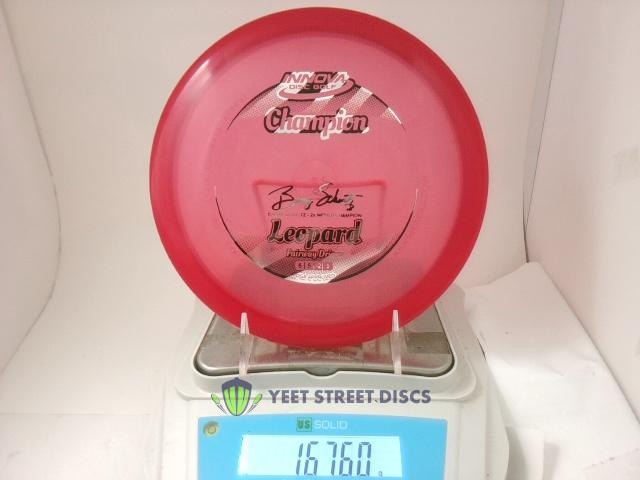 INNOVA
DISC GOLF
Champion
Leopard
Fairway Driver
YEET STREET.DISCS
US SOLID
167.60 g